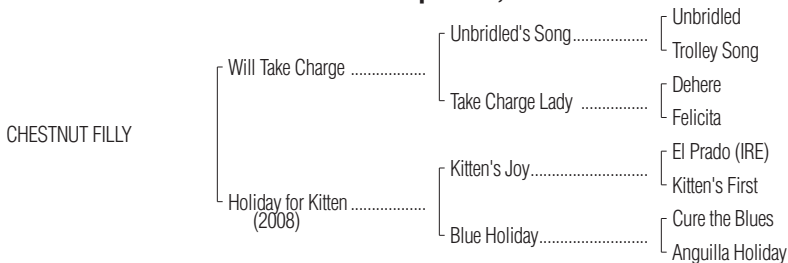 Unbridled
Unbridled's Song
Trolley Song
Will Take Charge
Dehere
Take Charge Lady
Felicita
CHESTNUT FILLY
El Prado (IRE)
Kitten's Joy
Kitten's First
Holiday for Kitten
(2008)
Cure the Blues
Blue Holiday
Anguilla Holiday